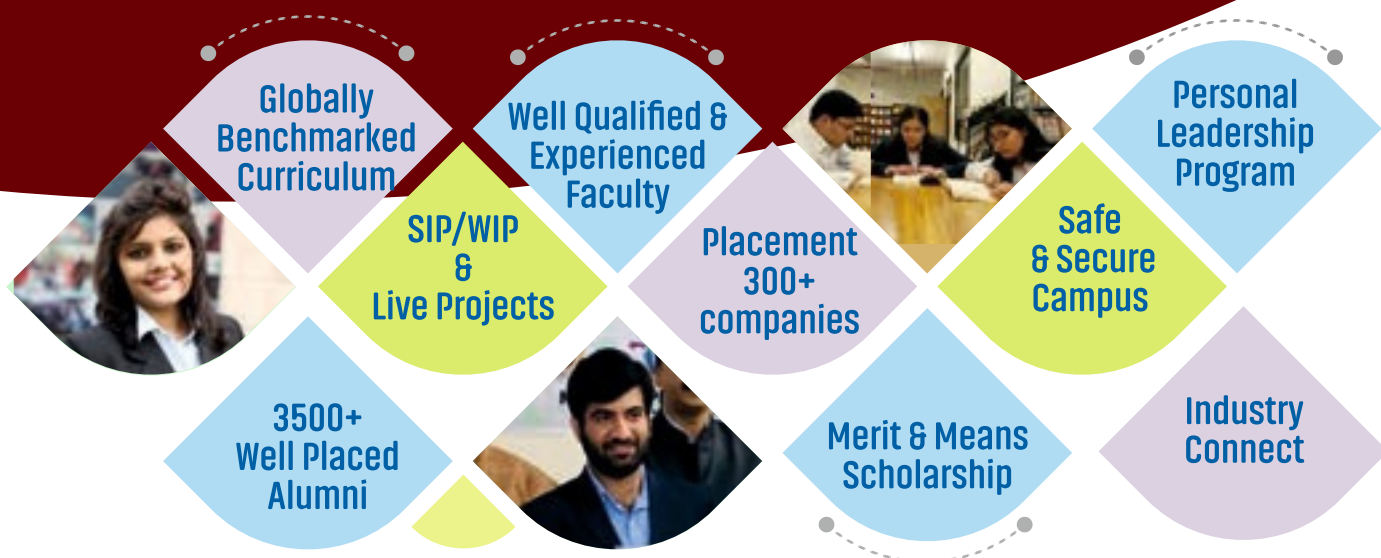 Globally
Benchmarked
Curriculum
Well Qualified &
Experienced
Faculty
Personal
Leadership
Program
SIP/WIP
&
Live Projects
Placement
300+
companies
Safe
& Secure
Campus
3500+
Well Placed
Alumni
Merit & Means
Scholarship
Industry
Connect